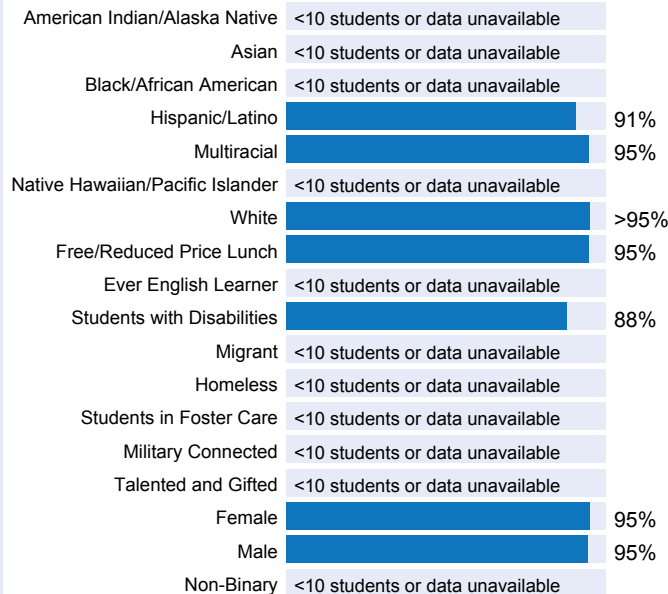 American Indian/Alaska Native <10 students or data unavailable
Asian <10 students or data unavailable
Black/African American <10 students or data unavailable
Hispanic/Latino 91%
Multiracial 95%
Native Hawaiian/Pacific Islander <10 students or data unavailable
White >95%
Free/Reduced Price Lunch 95%
Ever English Learner <10 students or data unavailable
Students with Disabilities 88%
Migrant <10 students or data unavailable
Homeless <10 students or data unavailable
Students in Foster Care <10 students or data unavailable
Military Connected <10 students or data unavailable
Talented and Gifted <10 students or data unavailable
Female 95%
Male 95%
Non-Binary <10 students or data unavailable